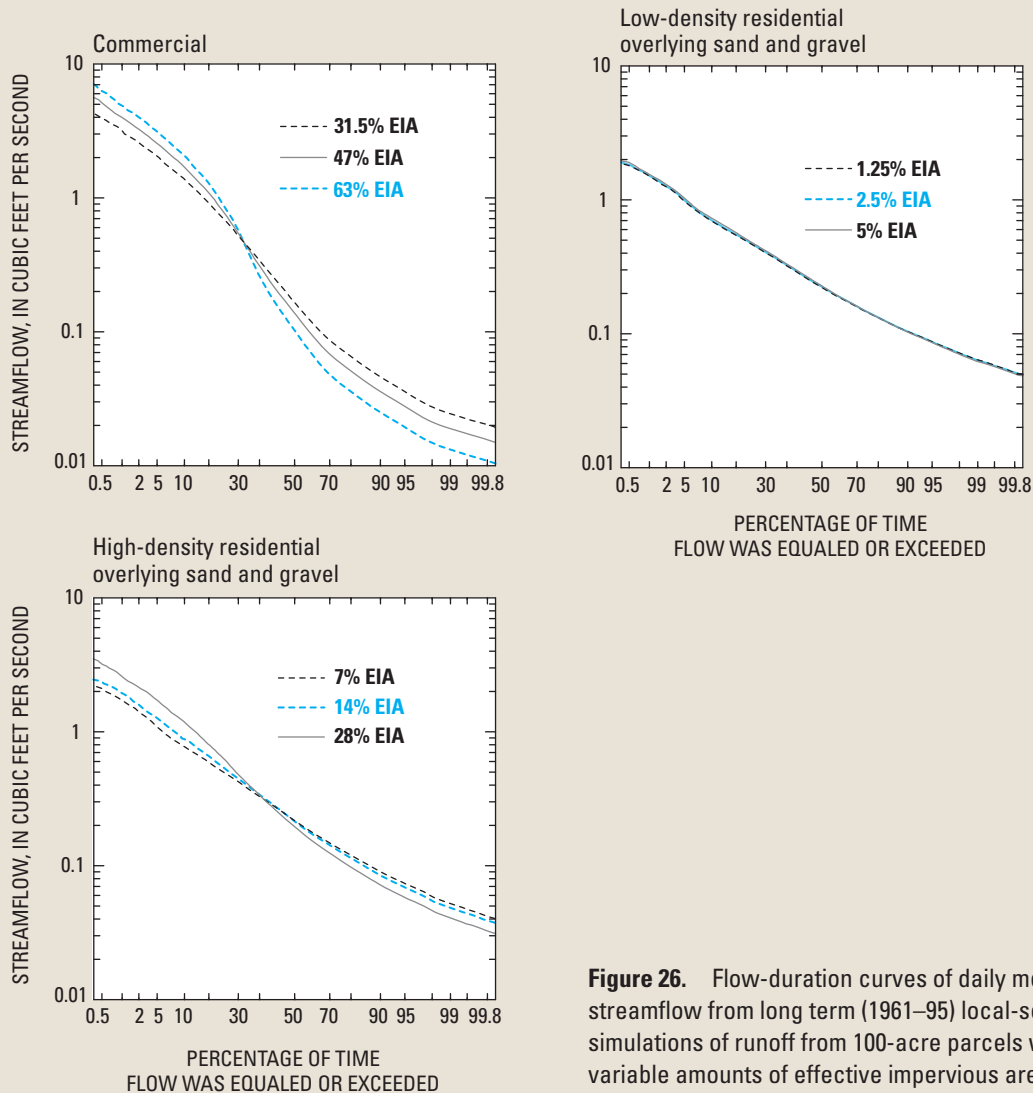 Commercial
STREAMFLOW, IN CUBIC FEET PER SECOND
10
1
0.1
0.01
31.5% EIA
47% EIA
63% EIA
0.5 2 5 10 30 50 70 90 95 99 99.8
Low-density residential
overlying sand and gravel
10
1
0.1
0.01
1.25% EIA
2.5% EIA
5% EIA
0.5 2 5 10 30 50 70 90 95 99 99.8
PERCENTAGE OF TIME
FLOW WAS EQUALED OR EXCEEDED
High-density residential
overlying sand and gravel
STREAMFLOW, IN CUBIC FEET PER SECOND
10
1
0.1
0.01
7% EIA
14% EIA
28% EIA
0.5 2 5 10 30 50 70 90 95 99 99.8
PERCENTAGE OF TIME
FLOW WAS EQUALED OR EXCEEDED
Figure 26. Flow-duration curves of daily
streamflow from long term (1961–95)
simulations of runoff from 100-acre parcels
variable amounts of effective impervious